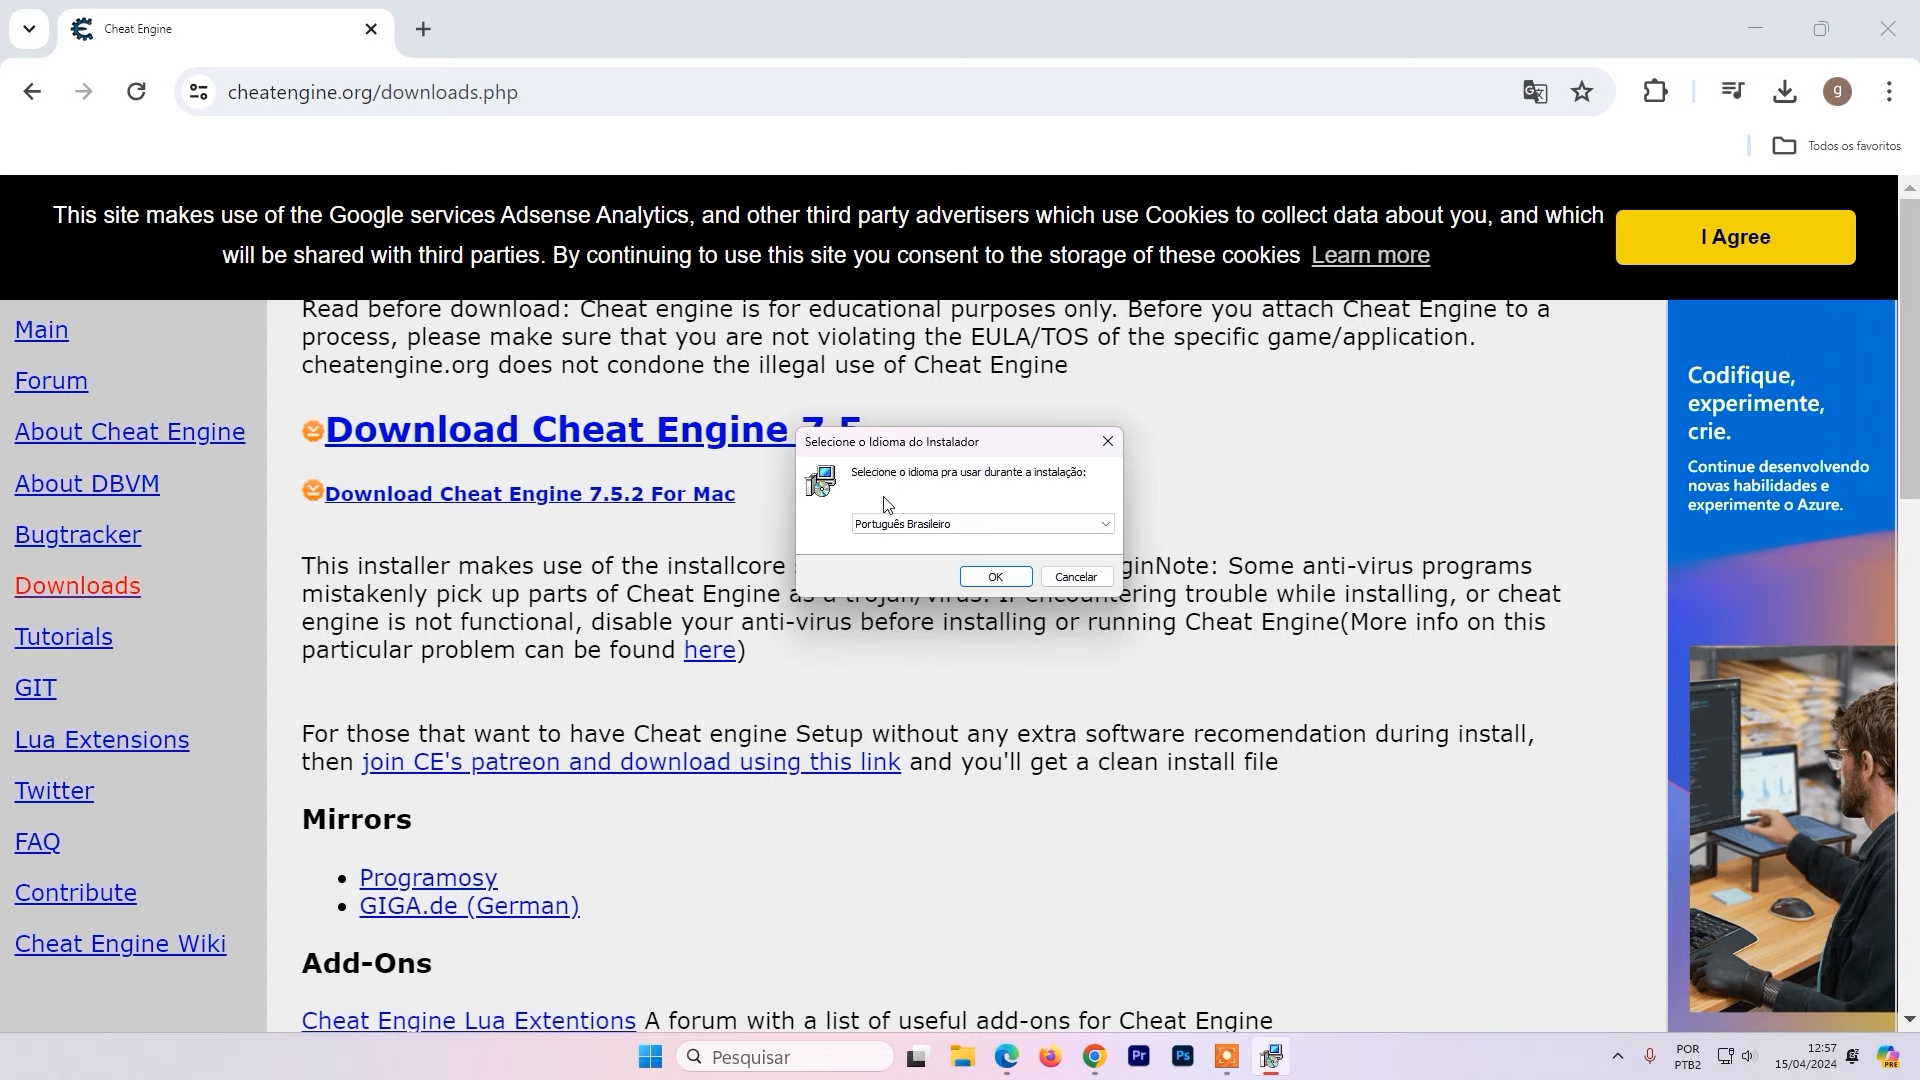 Cheat Engine
cheatengine.org/downloads.php
g
Todos os favoritos
This site makes use of the Google services Adsense Analytics, and other third party advertisers which use Cookies to collect data about you, and which
will be shared with third parties. By continuing to use this site you consent to the storage of these cookies Learn more
I Agree
Main
Forum
About Cheat Engine
About DBVM
Bugtracker
Downloads
Tutorials
GIT
Lua Extensions
Twitter
FAQ
Contribute
Cheat Engine Wiki
Read before download: Cheat engine is for educational purposes only. Before you attach Cheat Engine to a
process, please make sure that you are not violating the EULA/TOS of the specific game/application.
cheatengine.org does not condone the illegal use of Cheat Engine
Download Cheat Engine 7.5
Download Cheat Engine 7.5.2 For Mac
This installer makes use of the installcore
ginNote: Some anti-virus programs
mistakenly pick up parts of Cheat Engine as a trojan/virus. If encountering trouble while installing, or cheat
engine is not functional, disable your anti-virus before installing or running Cheat Engine(More info on this
particular problem can be found here)
For those that want to have Cheat engine Setup without any extra software recomendation during install,
then join CE's patreon and download using this link and you'll get a clean install file
Mirrors
Programosy
GIGA.de (German)
Add-Ons
Cheat Engine Lua Extentions A forum with a list of useful add-ons for Cheat Engine
Selecione o Idioma do Instalador
Selecione o idioma pra usar durante a instalação:
Português Brasileiro
OK
Cancelar
Codifique,
experimente,
crie.
Continue desenvolvendo
novas habilidades e
experimente o Azure.
Pesquisar
Pr
Ps
POR
PTB2
12:57
15/04/2024
PRE